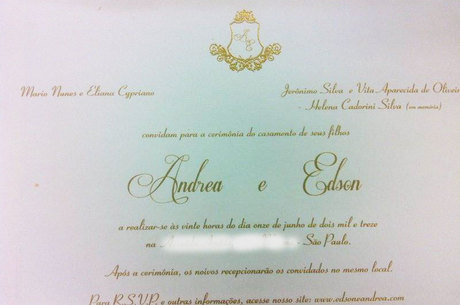 A E
Mario Nunes e Eliana Cypriano
Jerônimo Silva e Vita Aparecida de Oliveira
- Helena Cadorini Silva (em memória)
convidam para a cerimônia do casamento de seus filhos
Andrea e Edson
a realizar-se às vinte horas do dia onze de junho de dois mil e treze
na - São Paulo.
Após a cerimônia, os noivos recepcionarão os convidados no mesmo local.
Para R.S.V.P. e outras informações, acesse nosso site: www.edsoneandrea.com